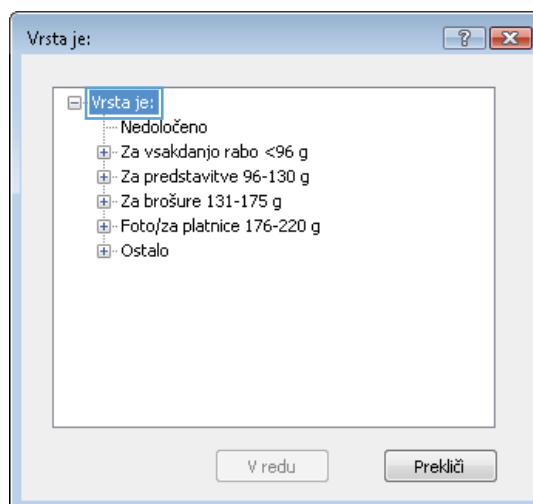 Vrsta je:
Vrsta je:
Nedoločeno
Za vsakdanjo rabo <96 g
Za predstavitve 96-130 g
Za brošure 131-175 g
Foto/za platnice 176-220 g
Ostalo
V redu
Prekliči